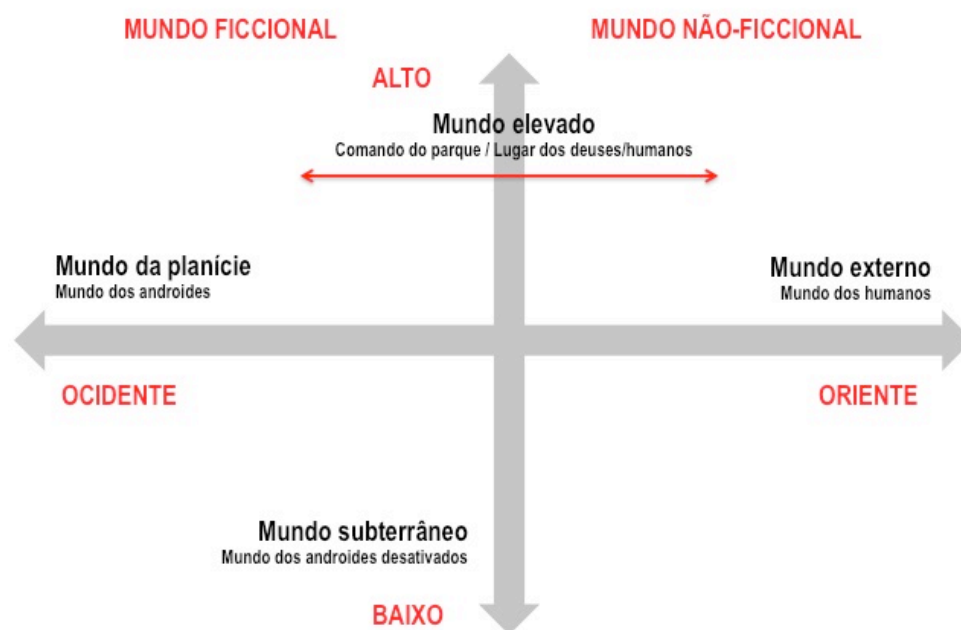 MUNDO FICCIONAL
MUNDO NÃO-FICCIONAL
ALTO
Mundo elevado
Comando do parque / Lugar dos deuses/humanos
Mundo da planície
Mundo dos androides
Mundo externo
Mundo dos humanos
OCIDENTE
ORIENTE
Mundo subterrâneo
Mundo dos androides desativados
BAIXO